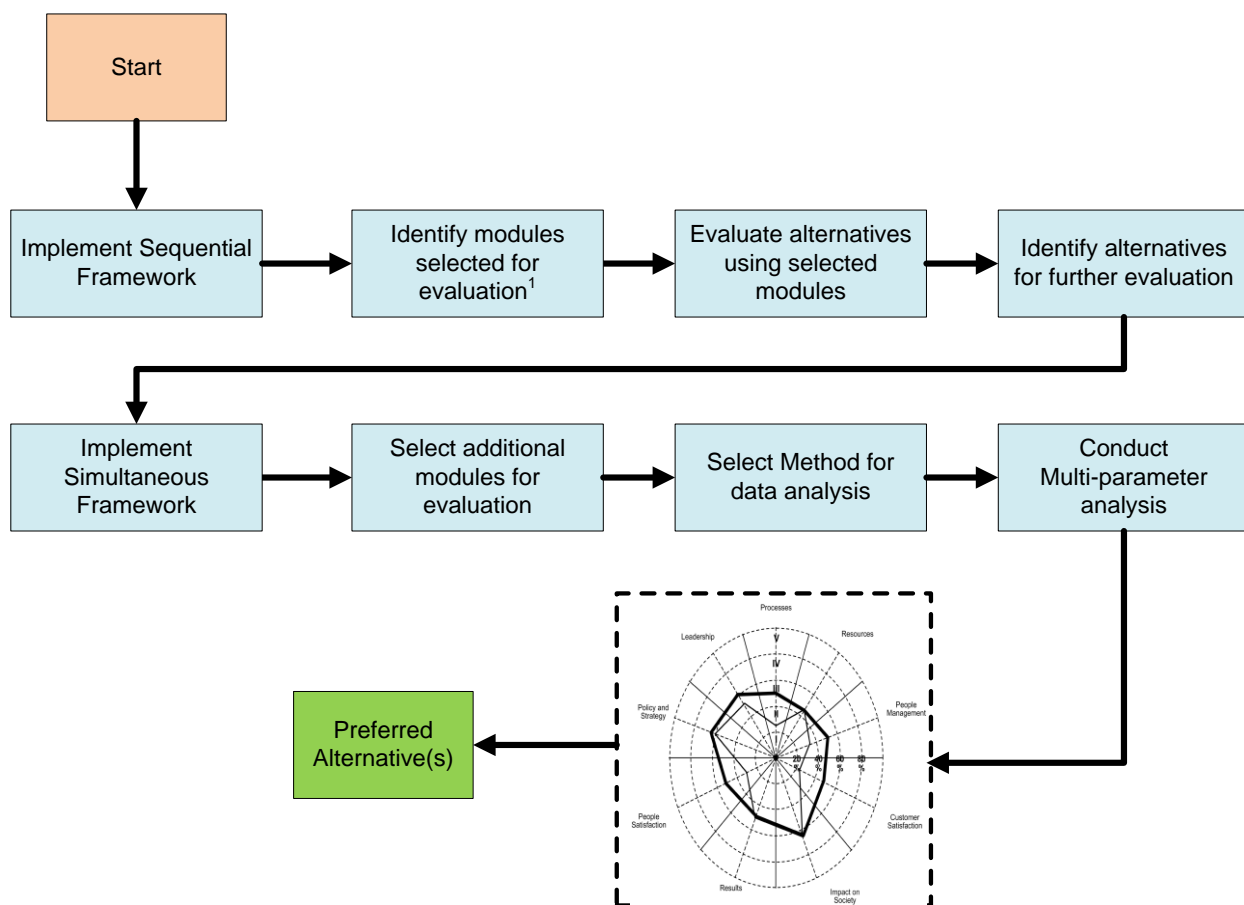 Start
Implement Sequential
Framework
Identify modules
selected for
evaluation1
Evaluate alternatives
using selected
modules
Identify alternatives
for further evaluation
Implement
Simultaneous
Framework
Select additional
modules for
evaluation
Select Method for
data analysis
Conduct
Multi-parameter
analysis
Processes
Leadership
Resources
V
IV
III
II
I
Policy and
Strategy
People
Management
20
%
40
%
60
%
80
%
People
Satisfaction
Customer
Satisfaction
Results
Impact on
Society
Preferred
Alternative(s)